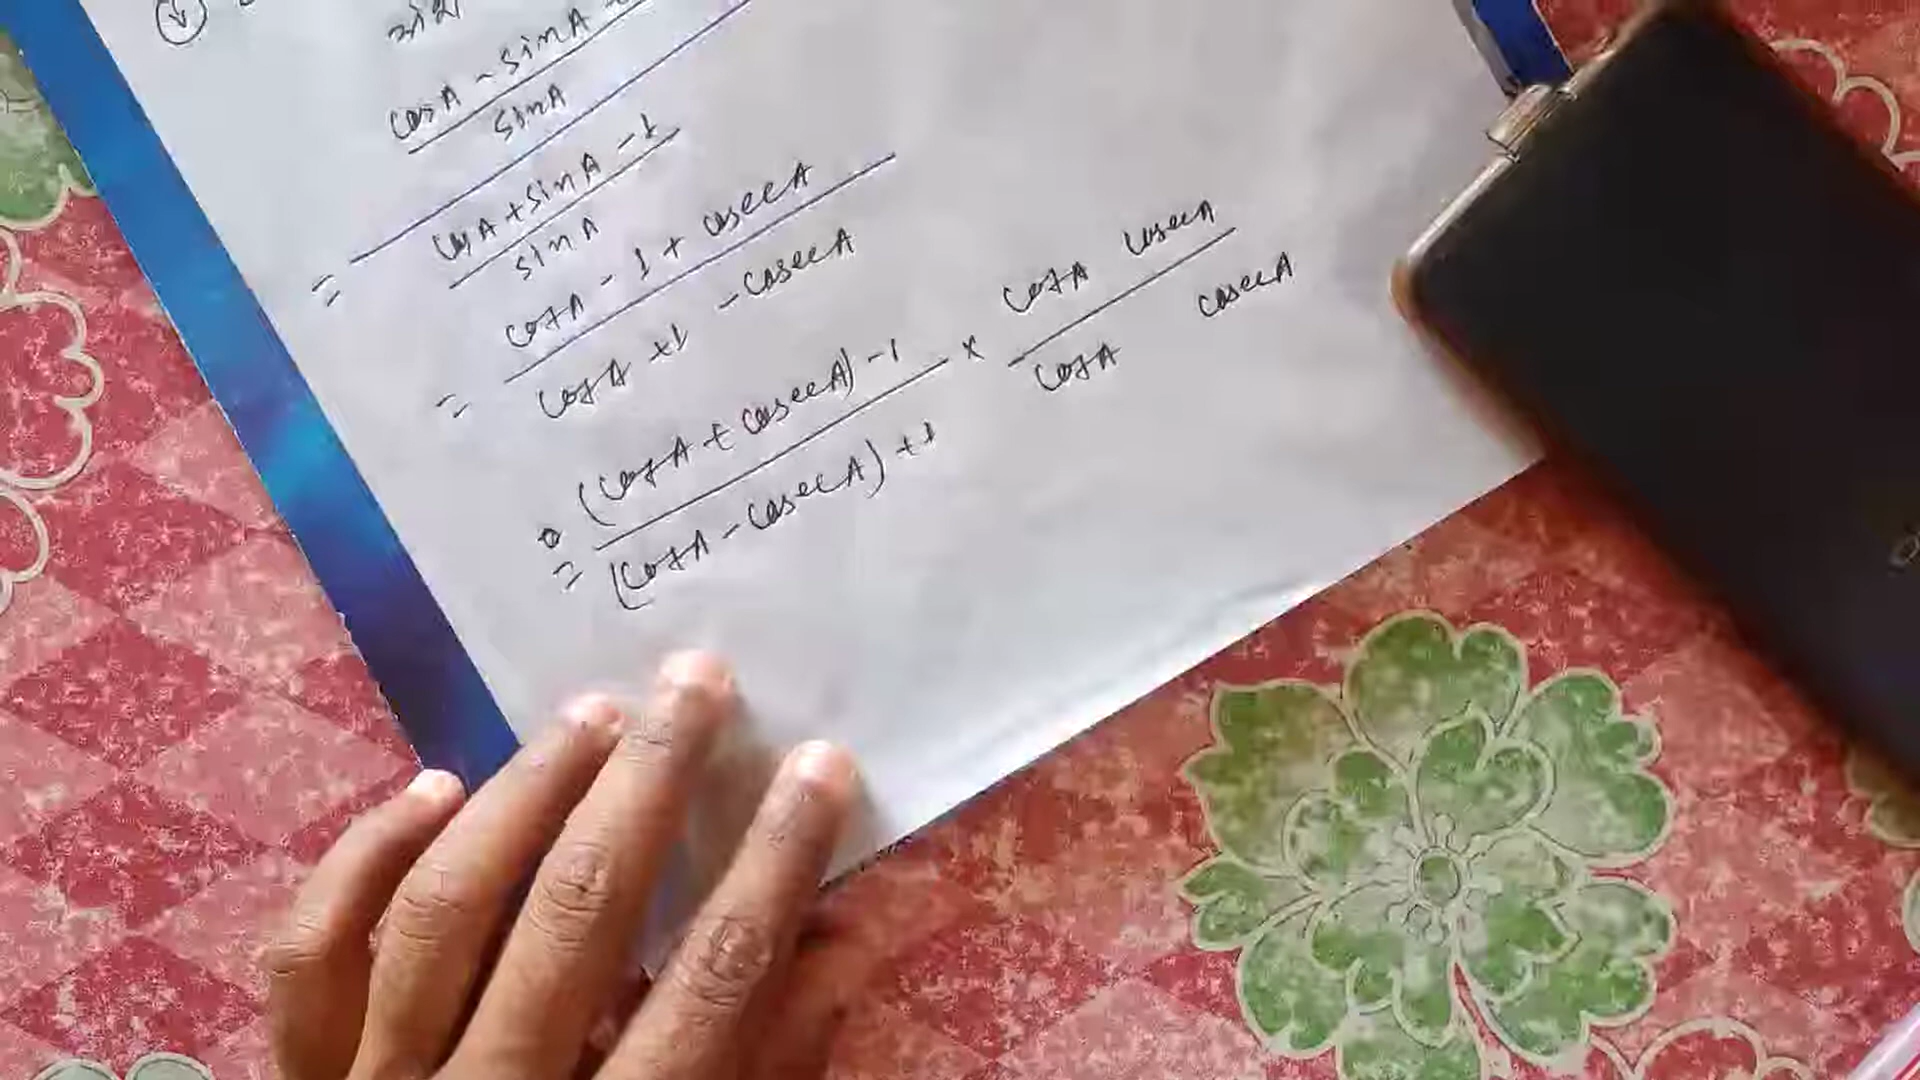 cosA - sinA
sinA
=
cosA + sinA - 1
sinA
= cotA - 1 + cosecA
cotA + 1 - cosecA
= (cotA + cosecA) - 1 × cotA cosecA
(cotA - cosecA) + 1 cotA cosecA